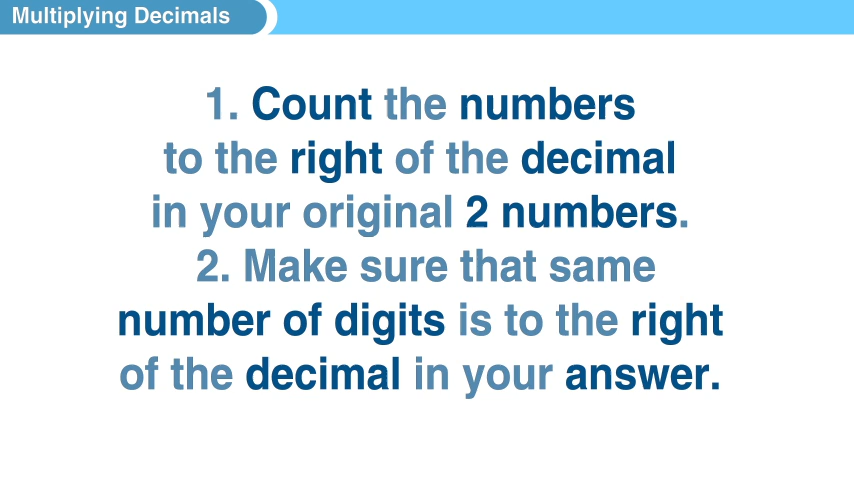 Multiplying Decimals
1. Count the numbers
to the right of the decimal
in your original 2 numbers.
2. Make sure that same
number of digits is to the right
of the decimal in your answer.